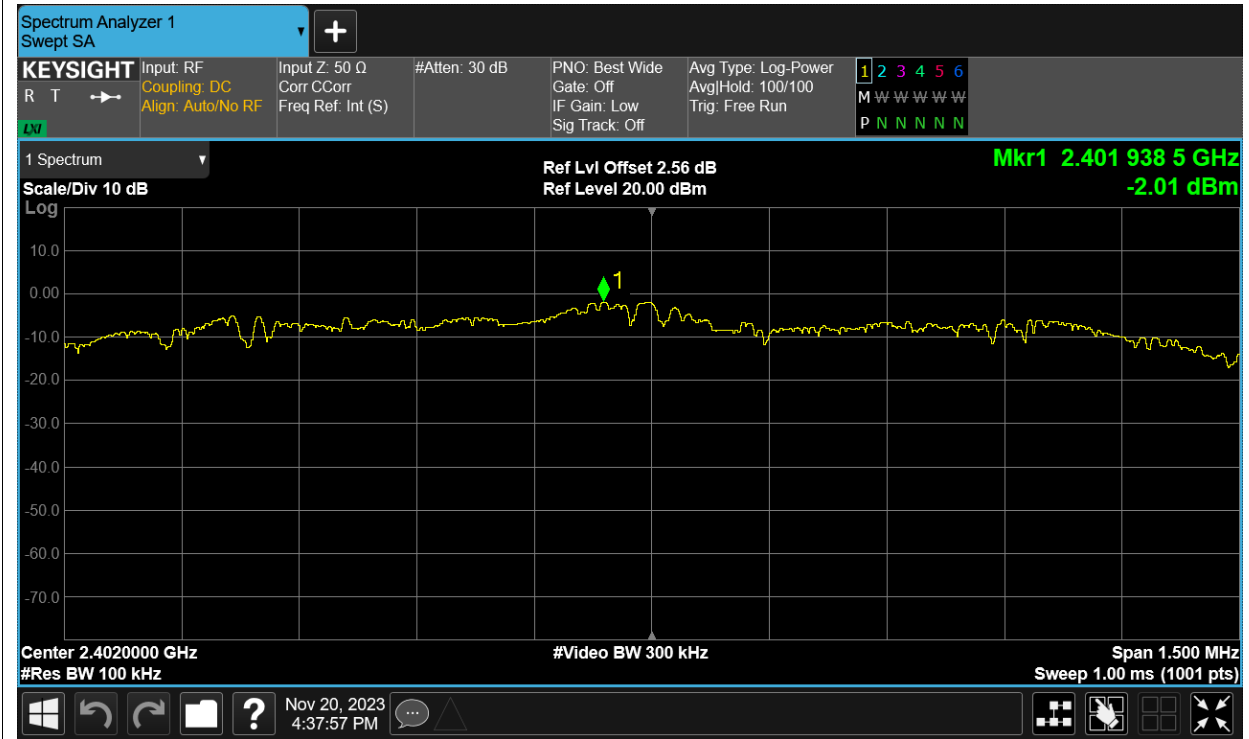 Spectrum Analyzer 1
Swept SA
KEYSIGHT
R T
LXI
Input: RF
Coupling: DC
Align: Auto/No RF
Input Z: 50 Ω
Corr CCorr
Freq Ref: Int (S)
#Atten: 30 dB
PNO: Best Wide
Gate: Off
IF Gain: Low
Sig Track: Off
Avg Type: Log-Power
Avg|Hold: 100/100
Trig: Free Run
1 2 3 4 5 6
M W W W W W
P N N N N N
1 Spectrum
Scale/Div 10 dB
Log
Ref Lvl Offset 2.56 dB
Ref Level 20.00 dBm
Mkr1 2.401 938 5 GHz
-2.01 dBm
10.0
0.00
-10.0
-20.0
-30.0
-40.0
-50.0
-60.0
-70.0
1
Center 2.4020000 GHz
#Res BW 100 kHz
#Video BW 300 kHz
Span 1.500 MHz
Sweep 1.00 ms (1001 pts)
?
Nov 20, 2023
4:37:57 PM